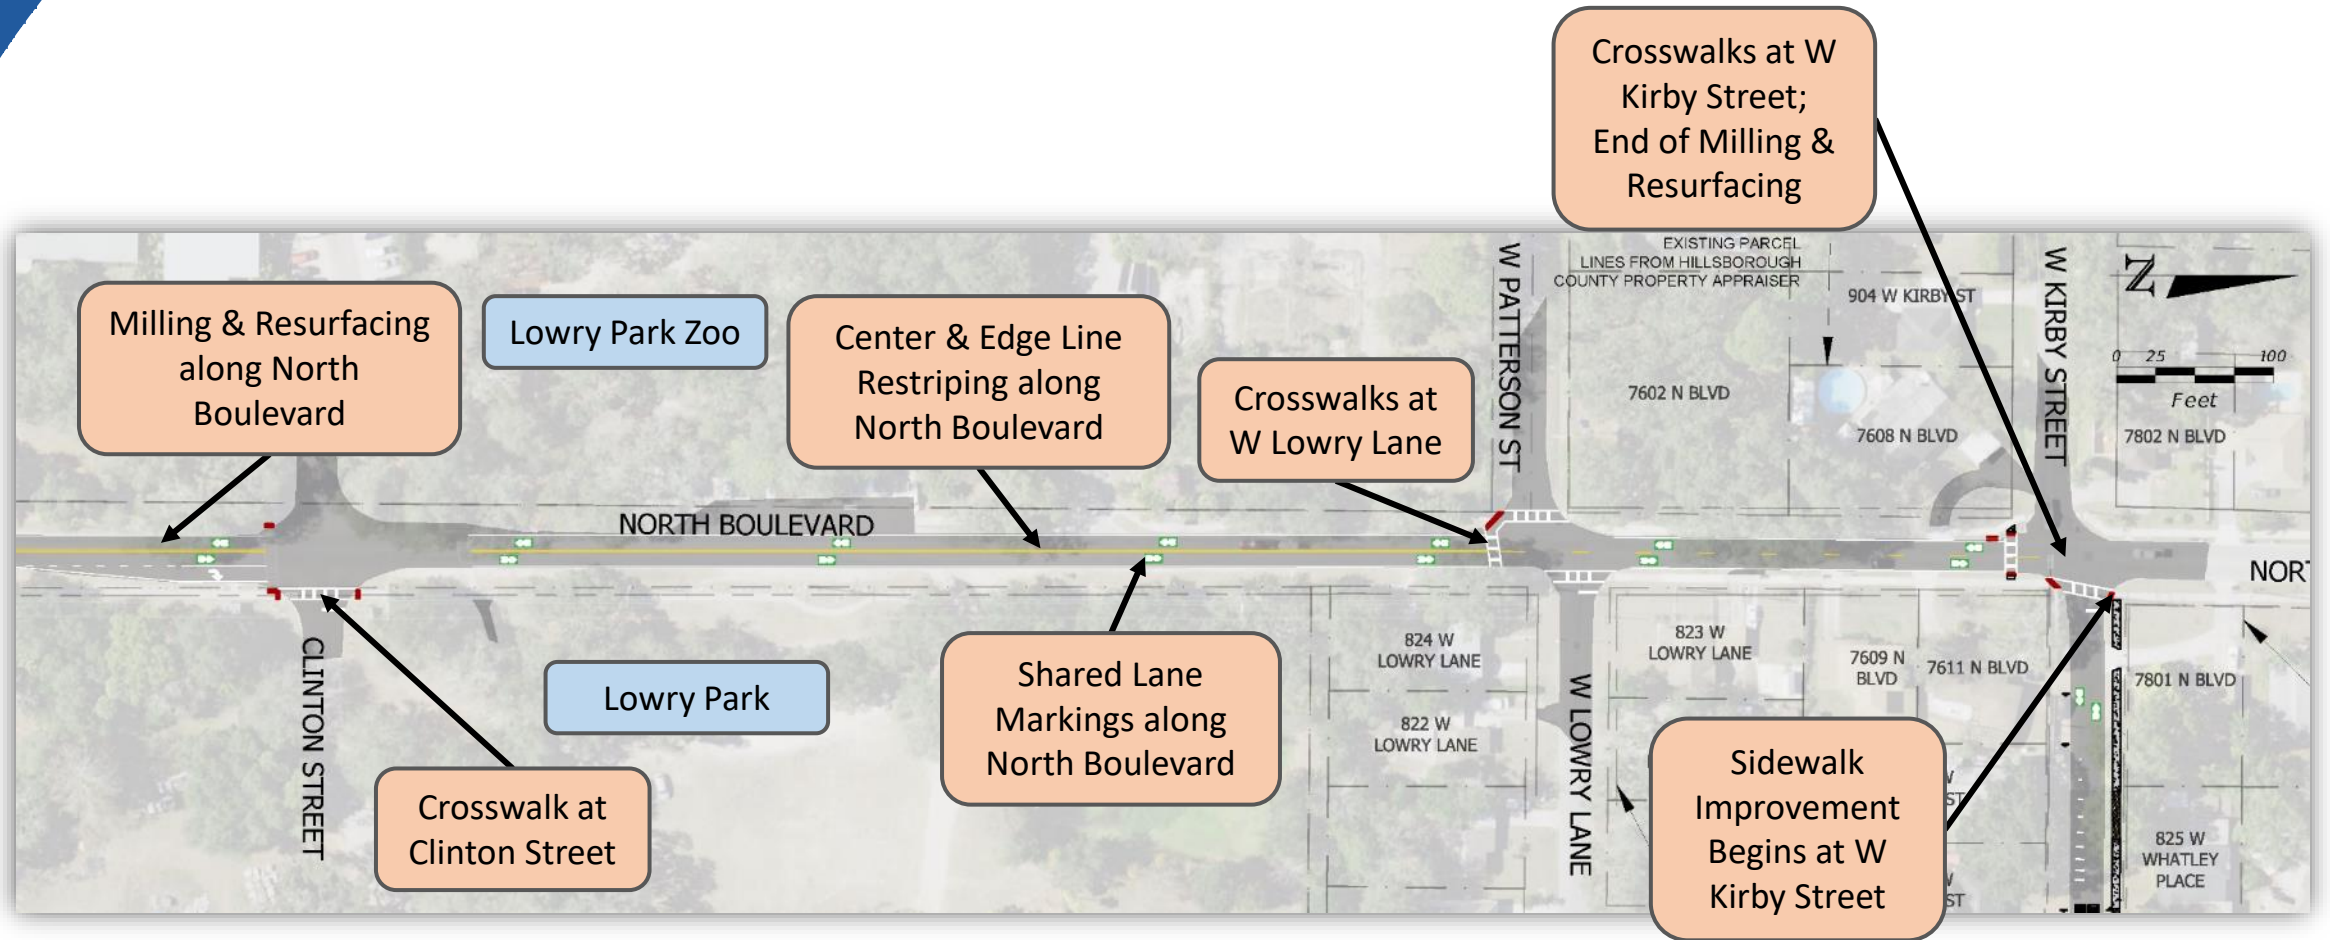 Crosswalks at W
Kirby Street;
End of Milling &
Resurfacing
EXISTING PARCEL
LINES FROM HILLSBOROUGH
COUNTY PROPERTY APPRAISER
904 W KIRBY ST
W PATTERSON ST
W KIRBY STREET
N
0 25 100
Feet
Milling & Resurfacing
along North
Boulevard
Lowry Park Zoo
Center & Edge Line
Restriping along
North Boulevard
Crosswalks at
W Lowry Lane
7602 N BLVD
7608 N BLVD
7802 N BLVD
NORTH BOULEVARD
NORT
CLINTON STREET
Lowry Park
Crosswalk at
Clinton Street
Shared Lane
Markings along
North Boulevard
824 W
LOWRY LANE
822 W
LOWRY LANE
W LOWRY LANE
823 W
LOWRY LANE
7609 N
BLVD
7611 N BLVD
7801 N BLVD
Sidewalk
Improvement
Begins at W
Kirby Street
825 W
WHATLEY
PLACE